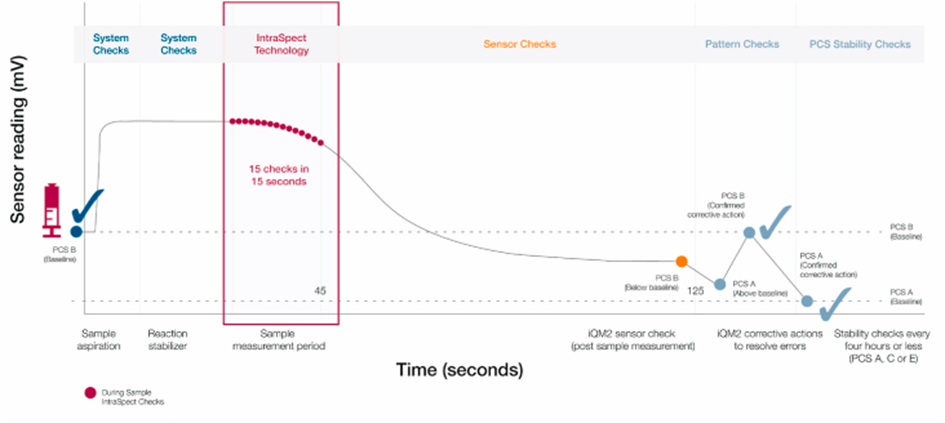 System
Checks
System
Checks
IntraSpect
Technology
Sensor Checks
Pattern Checks
PCS Stability Checks
Sensor reading (mV)
15 checks in
15 seconds
PCS B
(Confirmed
corrective action)
PCS B
(Baseline)
PCS B
(Baseline)
PCS A
(Confirmed
corrective action)
PCS B
(Below baseline)
45
125
PCS A
(Above baseline)
PCS A
(Baseline)
Sample
aspiration
Reaction
stabilizer
Sample
measurement period
iQM2 sensor check
(post sample measurement)
iQM2 corrective actions
to resolve errors
Stability checks every
four hours or less
(PCS A, C or E)
Time (seconds)
During Sample
IntraSpect Checks